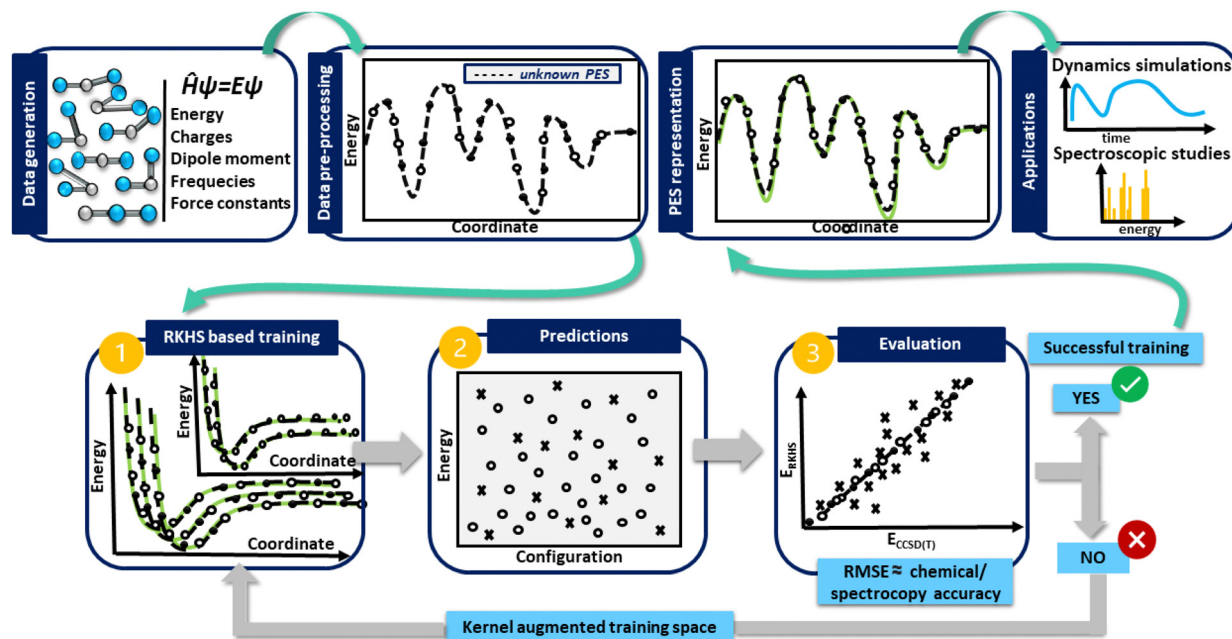 Data generation
Ĥψ=Eψ
Energy
Charges
Dipole moment
Frequecies
Force constants
Data pre-processing
unknown PES
Energy
Coordinate
PES representation
Energy
Coordinate
Applications
Dynamics simulations
time
Spectroscopic studies
energy
1
RKHS based training
Energy
Coordinate
Energy
Coordinate
2
Predictions
Energy
Configuration
3
Evaluation
E_RKHS
E_CCSD(T)
RMSE ≈ chemical/
spectrocopy accuracy
Successful training
YES
NO
Kernel augmented training space